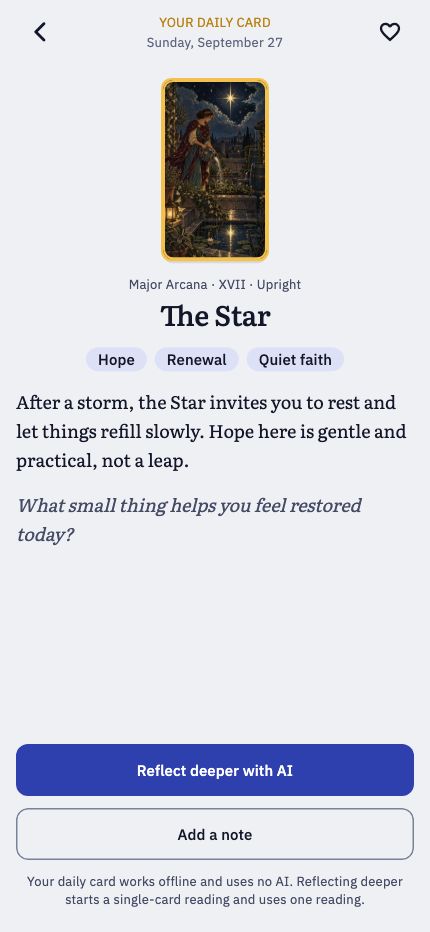 YOUR DAILY CARD
Sunday, September 27
Major Arcana · XVII · Upright
The Star
Hope
Renewal
Quiet faith
After a storm, the Star invites you to rest and
let things refill slowly. Hope here is gentle and
practical, not a leap.
What small thing helps you feel restored
today?
Reflect deeper with AI
Add a note
Your daily card works offline and uses no AI. Reflecting deeper
starts a single-card reading and uses one reading.